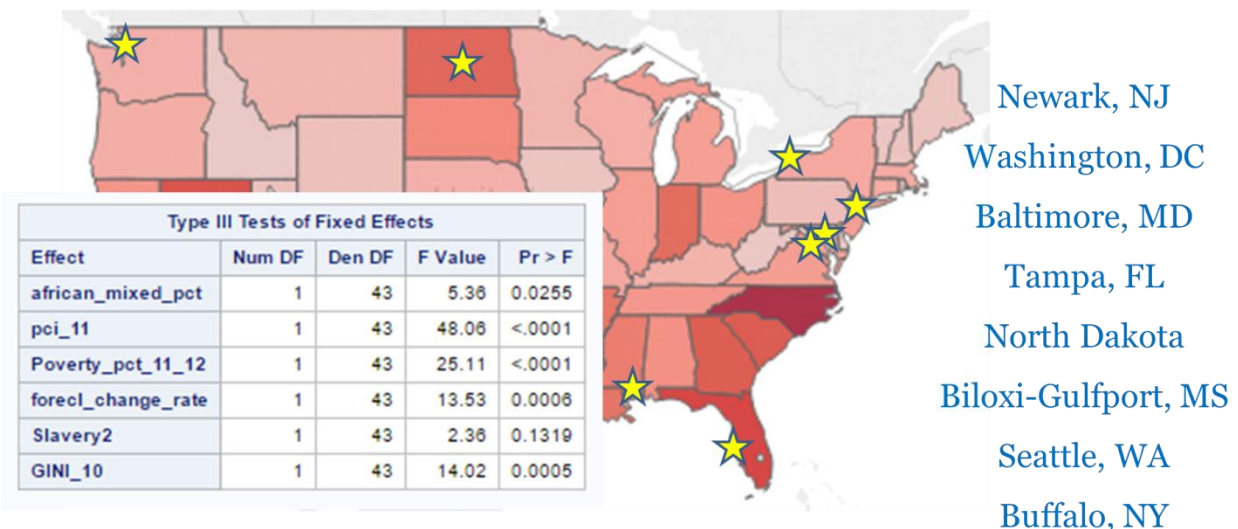 Newark, NJ
Washington, DC
Baltimore, MD
Tampa, FL
North Dakota
Biloxi-Gulfport, MS
Seattle, WA
Buffalo, NY
Type III Tests of Fixed Effects
Effect Num DF Den DF F Value Pr > F
african_mixed_pct 1 43 5.36 0.0255
pci_11 1 43 48.06 <.0001
Poverty_pct_11_12 1 43 25.11 <.0001
forecl_change_rate 1 43 13.53 0.0006
Slavery2 1 43 2.36 0.1319
GINI_10 1 43 14.02 0.0005